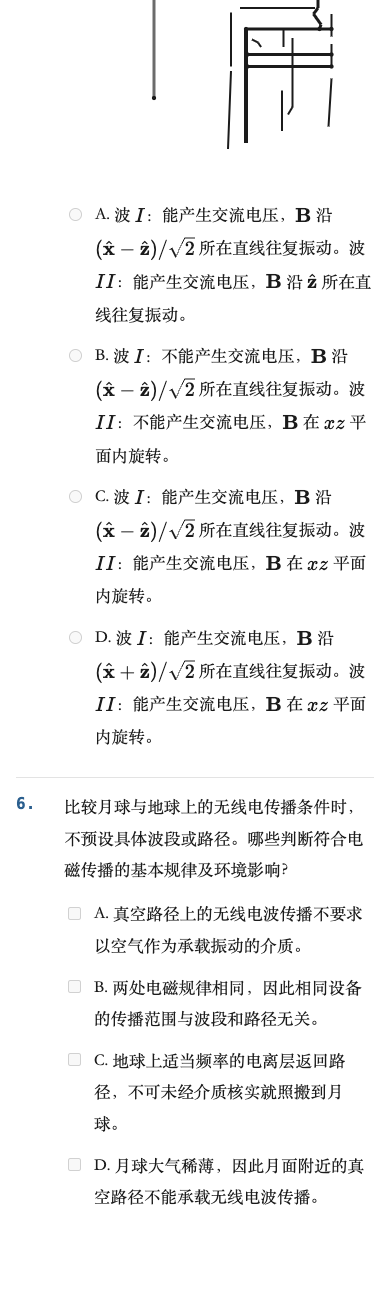 A. 波 I：能产生交流电压，B 沿
(x̂ − ẑ)/√2 所在直线往复振动。波
II：能产生交流电压，B 沿 ẑ 所在直
线往复振动。
B. 波 I：不能产生交流电压，B 沿
(x̂ − ẑ)/√2 所在直线往复振动。波
II：不能产生交流电压，B 在 xz 平
面内旋转。
C. 波 I：能产生交流电压，B 沿
(x̂ − ẑ)/√2 所在直线往复振动。波
II：能产生交流电压，B 在 xz 平面
内旋转。
D. 波 I：能产生交流电压，B 沿
(x̂ + ẑ)/√2 所在直线往复振动。波
II：能产生交流电压，B 在 xz 平面
内旋转。
6. 比较月球与地球上的无线电传播条件时，
不预设具体波段或路径。哪些判断符合电
磁传播的基本规律及环境影响?
A. 真空路径上的无线电波传播不要求
以空气作为承载振动的介质。
B. 两处电磁规律相同，因此相同设备
的传播范围与波段和路径无关。
C. 地球上适当频率的电离层返回路
径，不可未经介质核实就照搬到月
球。
D. 月球大气稀薄，因此月面附近的真
空路径不能承载无线电波传播。